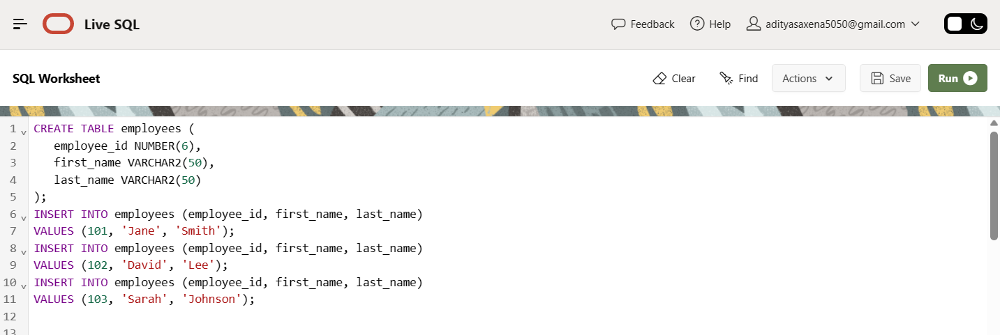 Live SQL
Feedback
Help
adityasaxena5050@gmail.com
SQL Worksheet
Clear
Find
Actions
Save
Run
1 CREATE TABLE employees (
2    employee_id NUMBER(6),
3    first_name VARCHAR2(50),
4    last_name VARCHAR2(50)
5 );
6 INSERT INTO employees (employee_id, first_name, last_name)
7 VALUES (101, 'Jane', 'Smith');
8 INSERT INTO employees (employee_id, first_name, last_name)
9 VALUES (102, 'David', 'Lee');
10 INSERT INTO employees (employee_id, first_name, last_name)
11 VALUES (103, 'Sarah', 'Johnson');
12
13